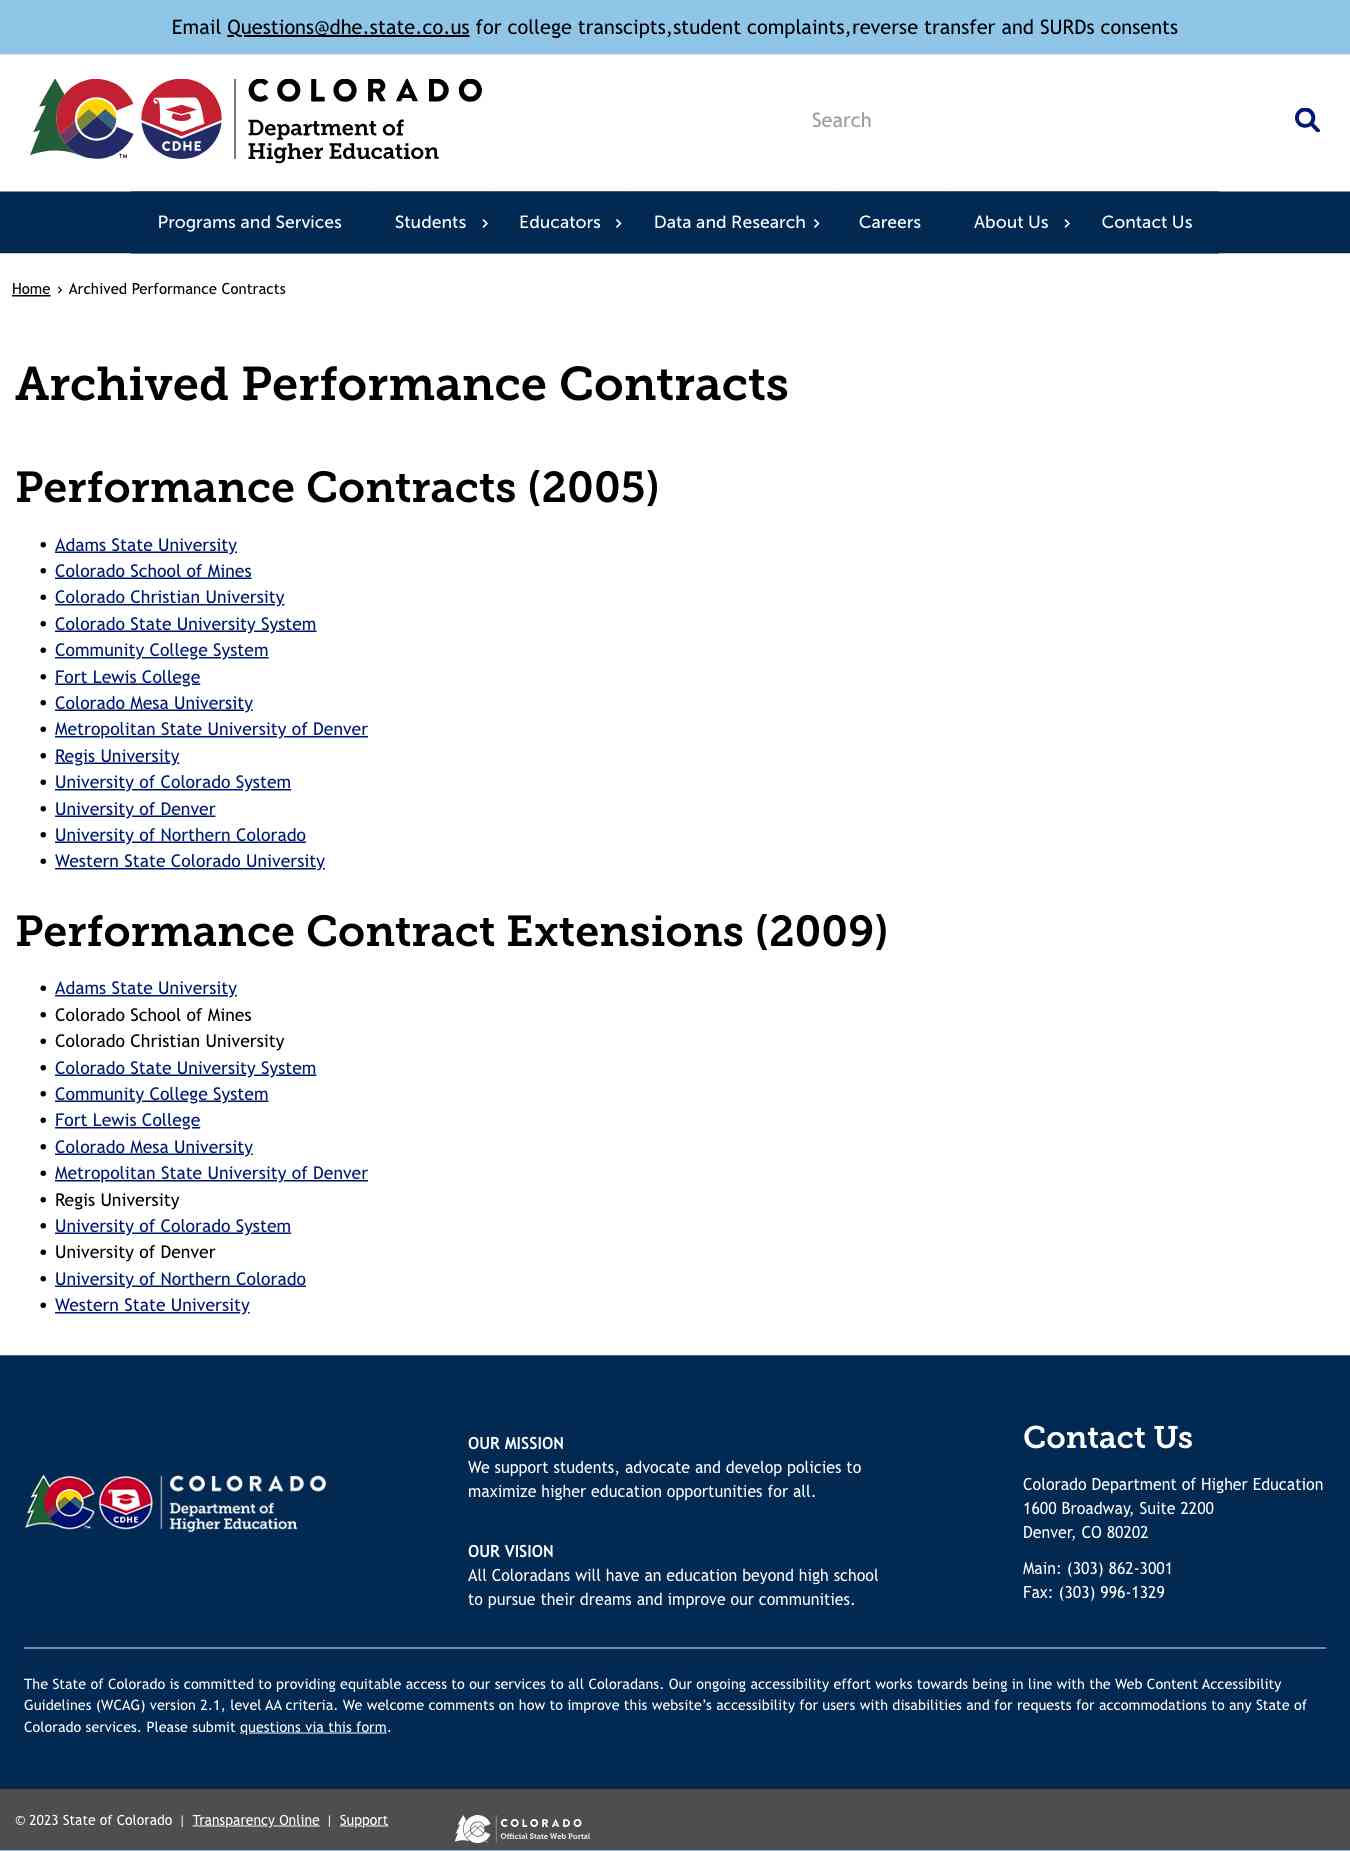 Email Questions@dhe.state.co.us for college transcipts,student complaints,reverse transfer and SURDs consents
CDHE
TM
COLORADO
Department of
Higher Education
Search
Programs and Services Students Educators Data and Research Careers About Us Contact Us
Home › Archived Performance Contracts
Archived Performance Contracts
Performance Contracts (2005)
• Adams State University
• Colorado School of Mines
• Colorado Christian University
• Colorado State University System
• Community College System
• Fort Lewis College
• Colorado Mesa University
• Metropolitan State University of Denver
• Regis University
• University of Colorado System
• University of Denver
• University of Northern Colorado
• Western State Colorado University
Performance Contract Extensions (2009)
• Adams State University
• Colorado School of Mines
• Colorado Christian University
• Colorado State University System
• Community College System
• Fort Lewis College
• Colorado Mesa University
• Metropolitan State University of Denver
• Regis University
• University of Colorado System
• University of Denver
• University of Northern Colorado
• Western State University
CDHE
COLORADO
Department of
Higher Education
OUR MISSION
We support students, advocate and develop policies to
maximize higher education opportunities for all.
OUR VISION
All Coloradans will have an education beyond high school
to pursue their dreams and improve our communities.
Contact Us
Colorado Department of Higher Education
1600 Broadway, Suite 2200
Denver, CO 80202
Main: (303) 862-3001
Fax: (303) 996-1329
The State of Colorado is committed to providing equitable access to our services to all Coloradans. Our ongoing accessibility effort works towards being in line with the Web Content Accessibility
Guidelines (WCAG) version 2.1, level AA criteria. We welcome comments on how to improve this website’s accessibility for users with disabilities and for requests for accommodations to any State of
Colorado services. Please submit questions via this form.
© 2023 State of Colorado | Transparency Online | Support
COLORADO
Official State Web Portal